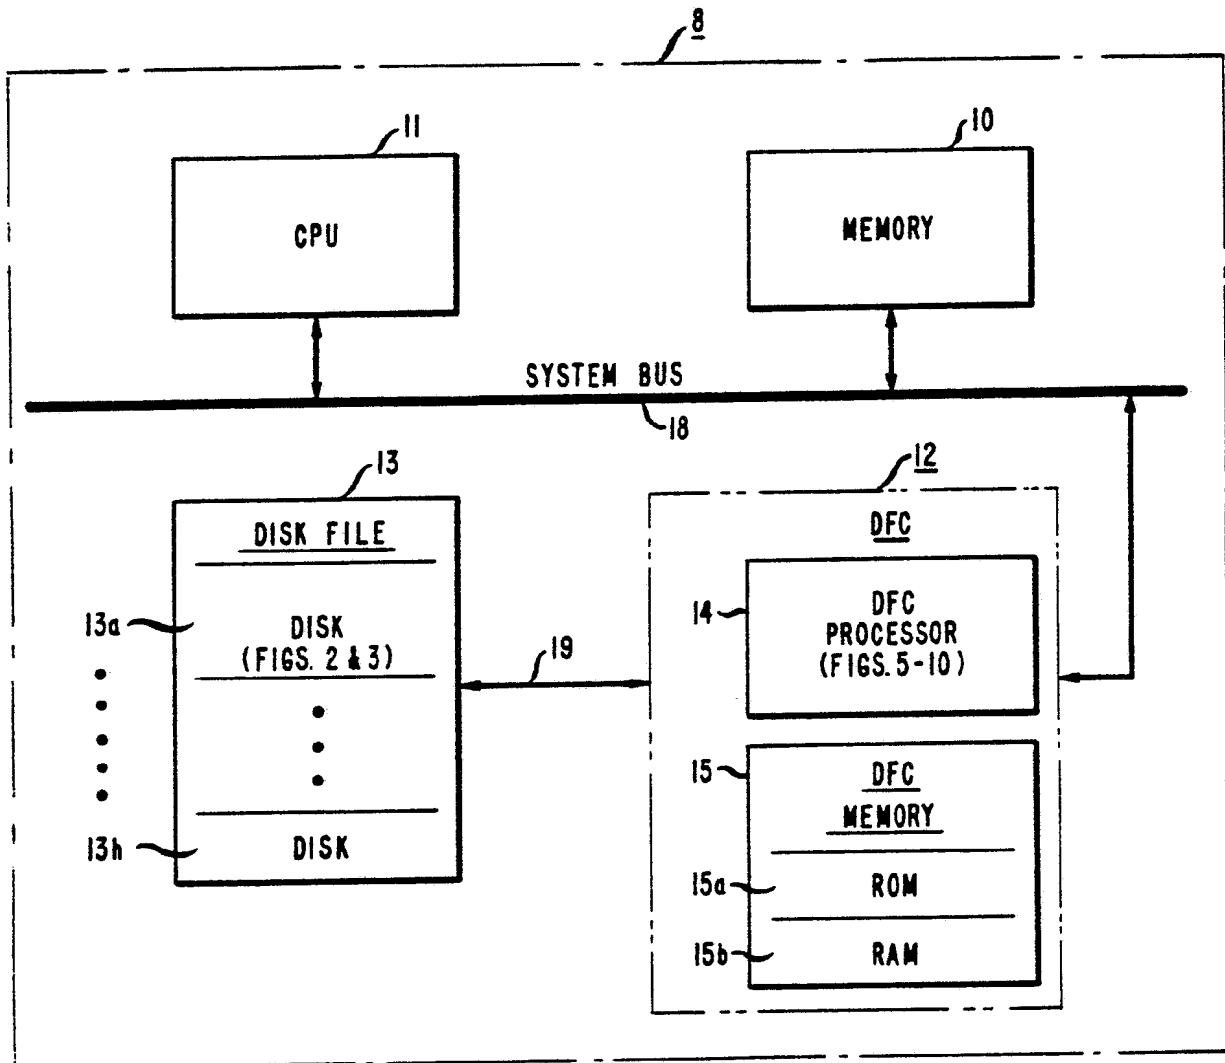 8
11
10
CPU
MEMORY
SYSTEM BUS
18
13
12
DISK FILE
DFC
13a
DISK
(FIGS. 2 & 3)
19
14
DFC
PROCESSOR
(FIGS. 5-10)
15
DFC
MEMORY
13h
DISK
15a
ROM
15b
RAM